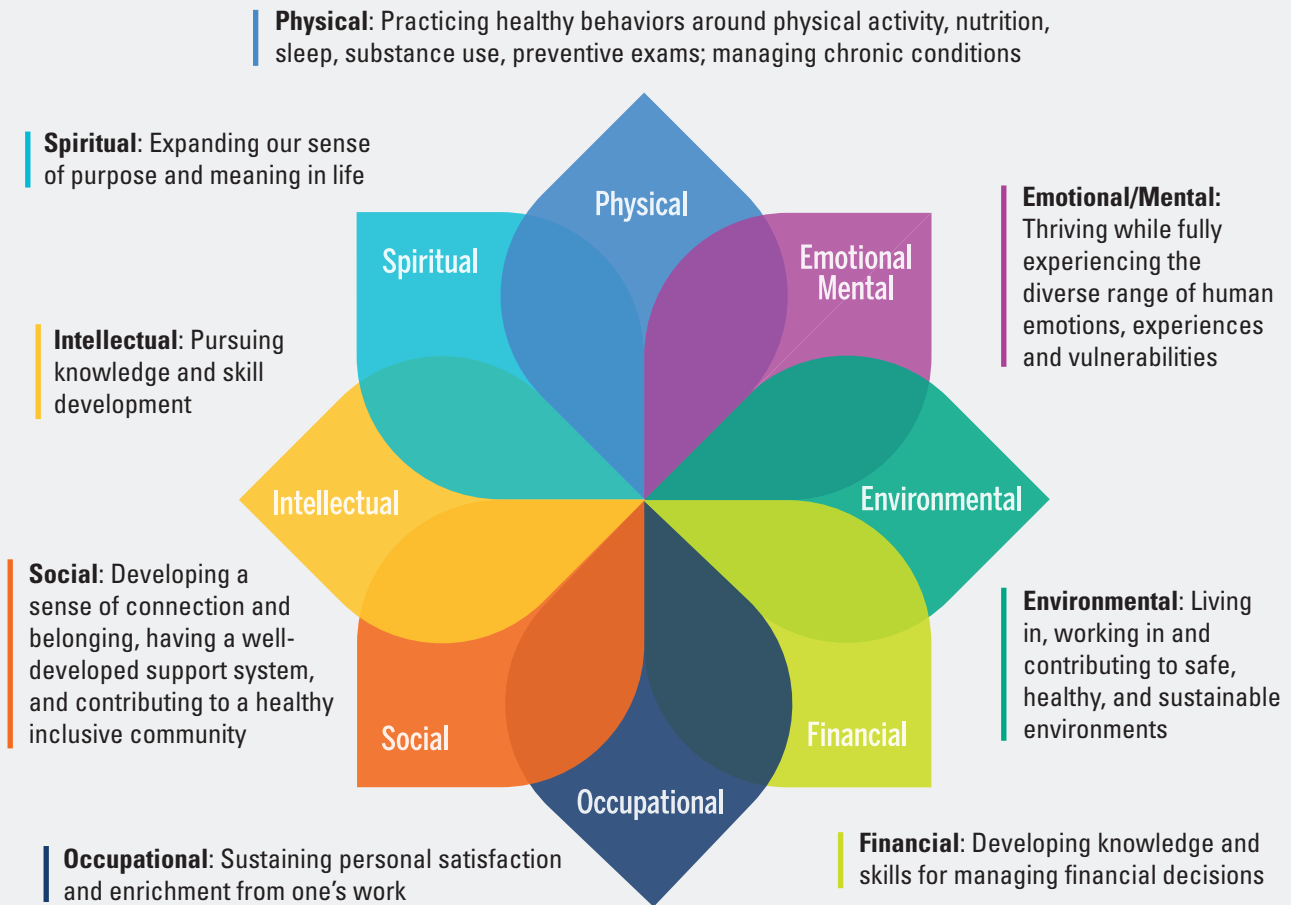 Physical: Practicing healthy behaviors around physical activity, nutrition,
sleep, substance use, preventive exams; managing chronic conditions
Spiritual: Expanding our sense
of purpose and meaning in life
Physical
Emotional/Mental:
Thriving while fully
experiencing the
diverse range of human
emotions, experiences
and vulnerabilities
Spiritual
Emotional
Mental
Intellectual: Pursuing
knowledge and skill
development
Intellectual
Environmental
Social: Developing a
sense of connection and
belonging, having a well-
developed support system,
and contributing to a healthy
inclusive community
Environmental: Living
in, working in and
contributing to safe,
healthy, and sustainable
environments
Social
Financial
Occupational
Occupational: Sustaining personal satisfaction
and enrichment from one’s work
Financial: Developing knowledge and
skills for managing financial decisions